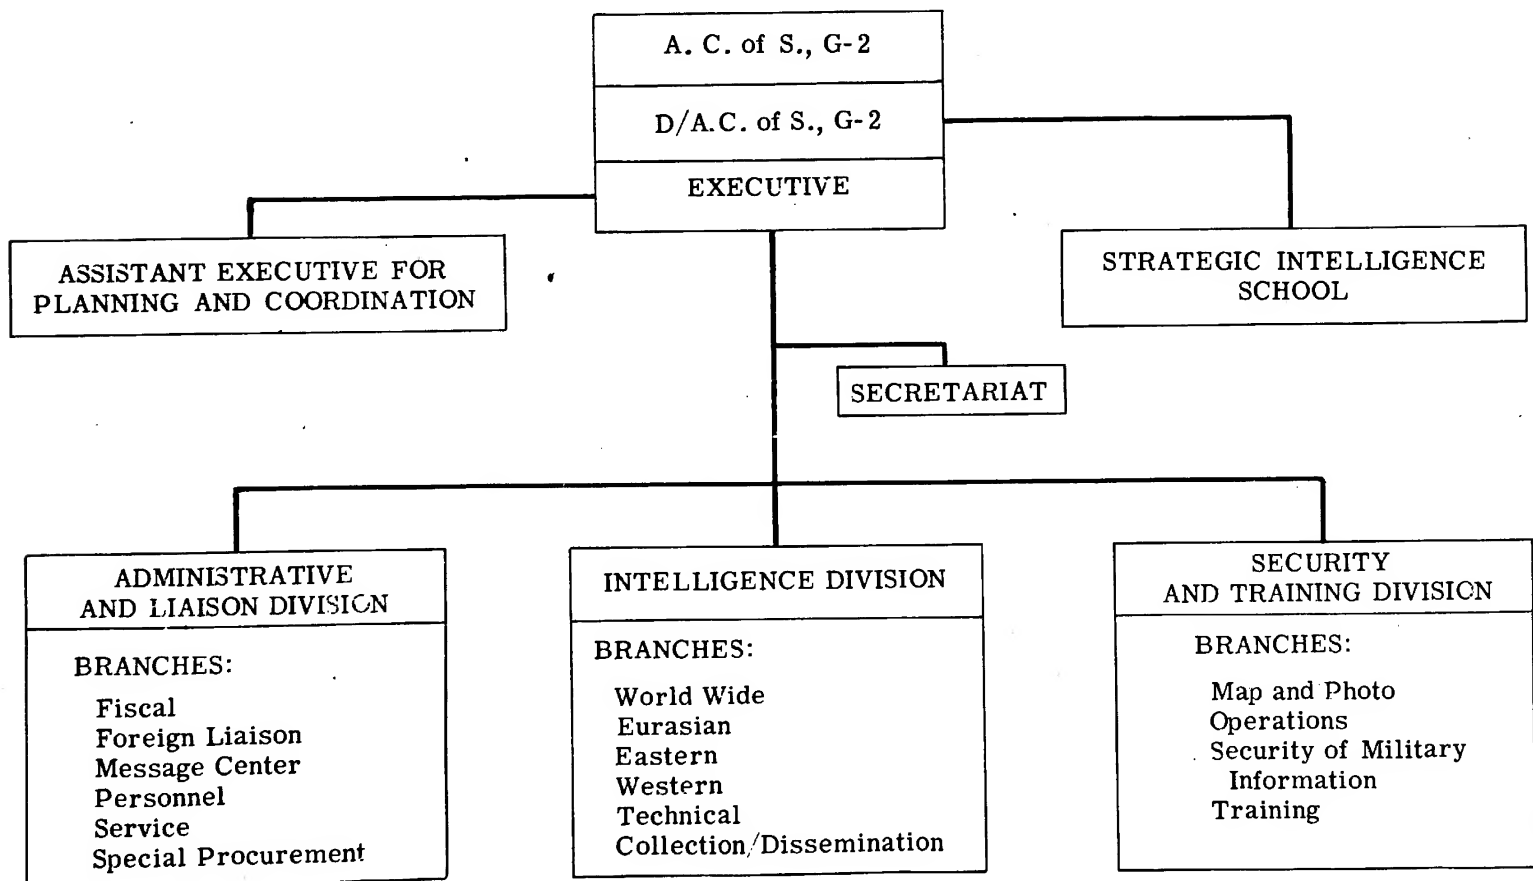 A. C. of S., G-2
D/A.C. of S., G-2
EXECUTIVE
ASSISTANT EXECUTIVE FOR
PLANNING AND COORDINATION
STRATEGIC INTELLIGENCE
SCHOOL
SECRETARIAT
ADMINISTRATIVE
AND LIAISON DIVISION
BRANCHES:
Fiscal
Foreign Liaison
Message Center
Personnel
Service
Special Procurement
INTELLIGENCE DIVISION
BRANCHES:
World Wide
Eurasian
Eastern
Western
Technical
Collection/Dissemination
SECURITY
AND TRAINING DIVISION
BRANCHES:
Map and Photo
Operations
Security of Military
Information
Training